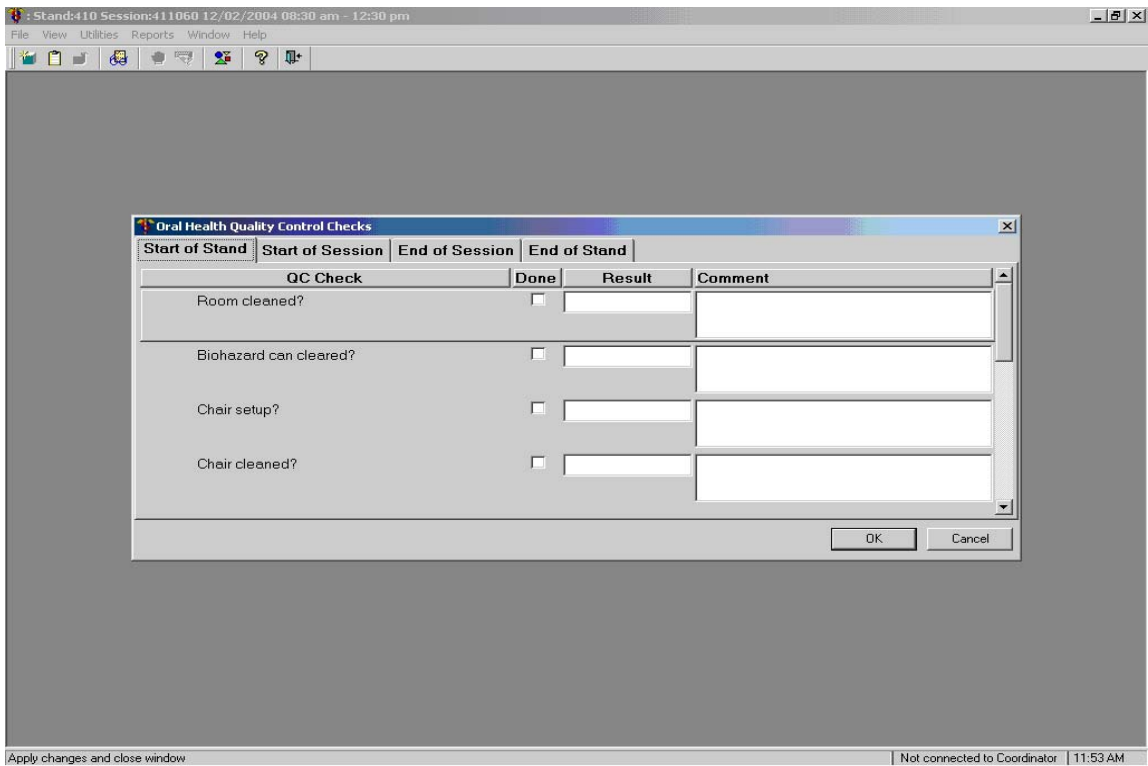 : Stand:410 Session:411060 12/02/2004 08:30 am - 12:30 pm
File View Utilities Reports Window Help
Oral Health Quality Control Checks
Start of Stand Start of Session End of Session End of Stand
QC Check Done Result Comment
Room cleaned?
Biohazard can cleared?
Chair setup?
Chair cleaned?
OK Cancel
Apply changes and close window Not connected to Coordinator 11:53 AM